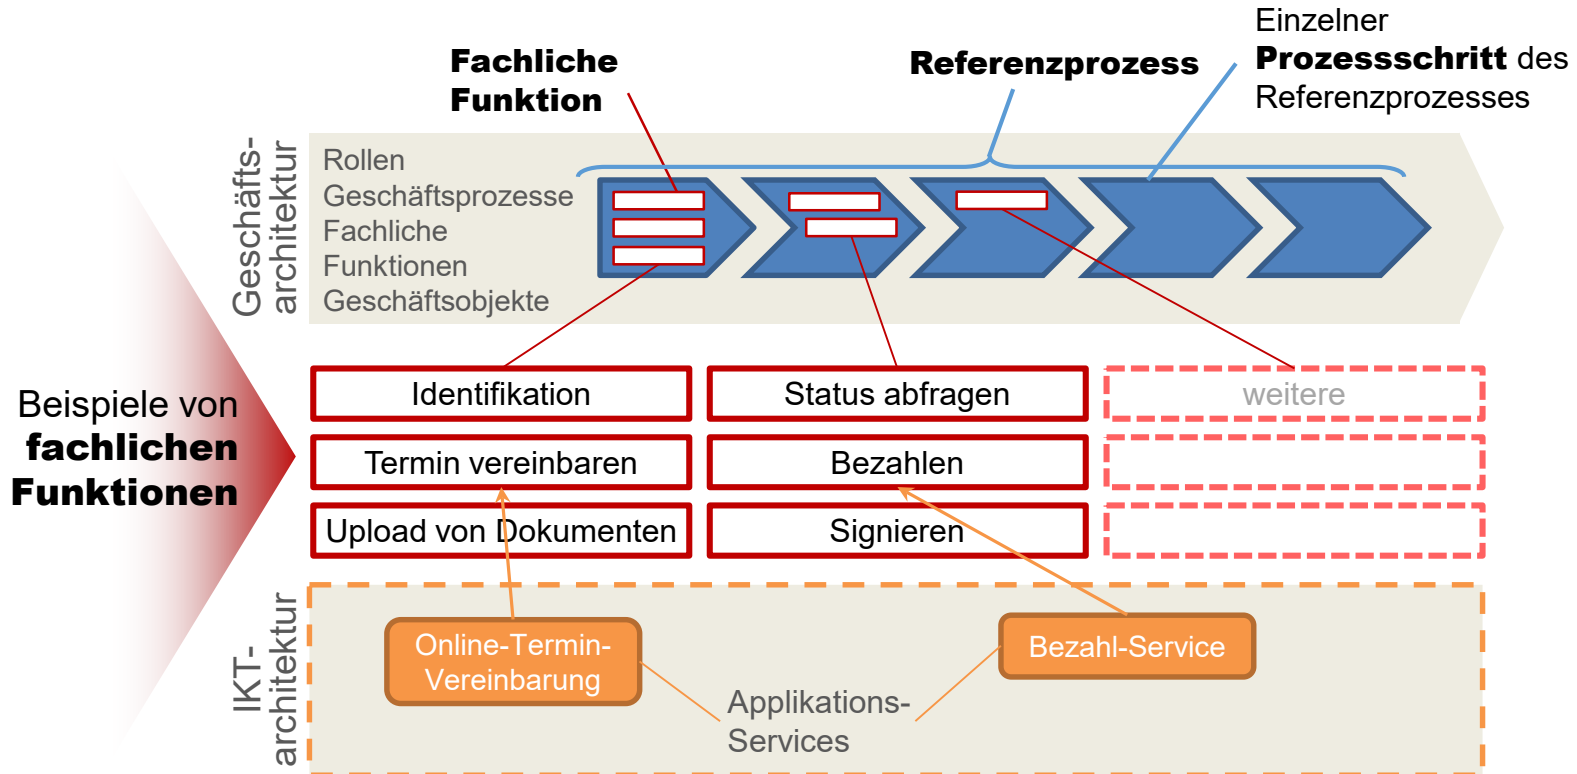 Fachliche
Funktion
Referenzprozess
Einzelner
Prozessschritt des
Referenzprozesses
Geschäfts-
architektur
Rollen
Geschäftsprozesse
Fachliche
Funktionen
Geschäftsobjekte
Beispiele von
fachlichen
Funktionen
Identifikation
Status abfragen
weitere
Termin vereinbaren
Bezahlen
Upload von Dokumenten
Signieren
IKT-
architektur
Online-Termin-
Vereinbarung
Bezahl-Service
Applikations-
Services